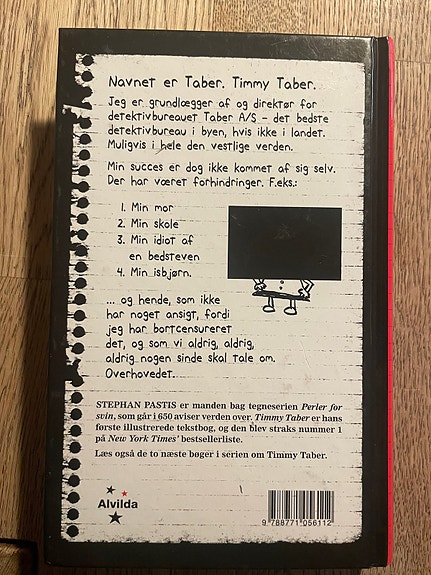 Navnet er Taber. Timmy Taber.
Jeg er grundlægger af og direktør for
detektivbureauet Taber A/S – det bedste
detektivbureau i byen, hvis ikke i landet.
Muligvis i hele den vestlige verden.
Min succes er dog ikke kommet af sig selv.
Der har været forhindringer. F.eks.:
1. Min mor
2. Min skole
3. Min idiot af
en bedsteven
4. Min isbjørn.
... og hende, som ikke
har noget ansigt, fordi
jeg har bortcensureret
det, og som vi aldrig, aldrig,
aldrig nogen sinde skal tale om.
Overhovedet.
STEPHAN PASTIS er manden bag tegneserien Perler for
svin, som går i 650 aviser verden over. Timmy Taber er hans
første illustrerede tekstbog, og den blev straks nummer 1
på New York Times' bestsellerliste.
Læs også de to næste bøger i serien om Timmy Taber.
Alvilda
9 788771 056112